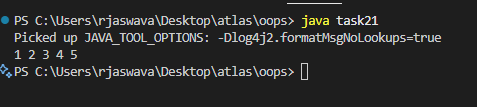 PS C:\Users\rjaswava\Desktop\atlas\oops> java task21
Picked up JAVA_TOOL_OPTIONS: -Dlog4j2.formatMsgNoLookups=true
1 2 3 4 5
PS C:\Users\rjaswava\Desktop\atlas\oops>